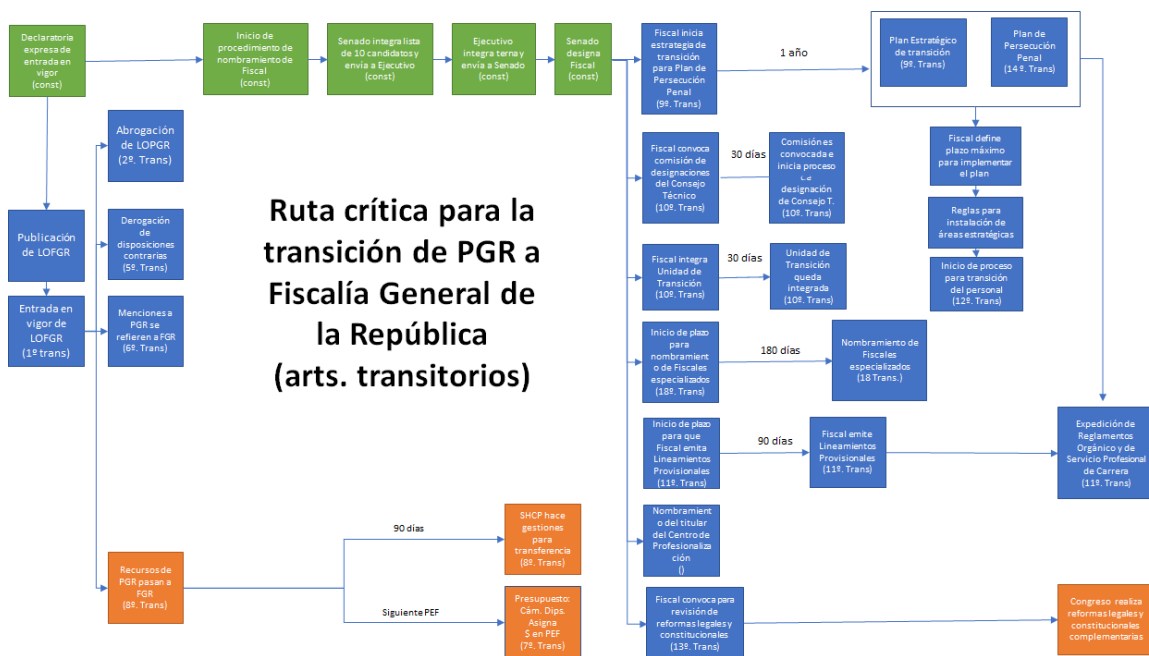 Declaratoria
expresa de
entrada en
vigor
(const)
Inicio de
procedimiento de
nombramiento de
Fiscal
(const)
Senado integra lista
de 10 candidatos y
envía a Ejecutivo
(const)
Ejecutivo
integra terna y
envia a Senado
(const)
Senado
designa
Fiscal
(const)
Fiscal inicia
estrategia de
transición
para Plan de
Persecución
Penal
(9º. Trans)
1 año
Plan Estratégico
de transición
(9º. Trans)
Plan de
Persecución
Penal
(14 º. Trans)
Abrogación
de LOPGR
(2º. Trans)
Fiscal convoca
comisión de
designaciones
del Consejo
Técnico
(10º. Trans)
30 días
Comisión es
convocada e
inicia proceso
designación
de Consejo T.
(10º. Trans)
Fiscal define
plazo máximo
para implementar
el plan
Reglas para
instalación de
áreas estratégicas
Inicio de proceso
para transición
del personal
(12º. Trans)
Publicación
de LOFGR
Derogación
de
disposiciones
contrarias
(5º. Trans)
Ruta crítica para la
transición de PGR a
Fiscalía General de
la República
(arts. transitorios)
Fiscal integra
Unidad de
Transición
(10º. Trans)
30 días
Unidad de
Transición
queda
integrada
(10º. Trans)
Entrada en
vigor de
LOFGR
(1º trans)
Menciones a
PGR se
refieren a FGR
(6º. Trans)
Inicio de
plazo para
nombramient
o de Fiscales
especializados
(18º. Trans)
180 días
Nombramiento
de Fiscales
especializados
(18 Trans.)
Inicio de plazo
para que
Fiscal emita
Lineamientos
Provisionales
(11º. Trans)
90 días
Fiscal emite
Lineamientos
Provisionales
(11º. Trans)
Expedición de
Reglamentos
Orgánico y de
Servicio Profesional
de Carrera
(11º. Trans)
Nombramient
o del titular
del Centro de
Profesionaliza
ción
()
Recursos de
PGR pasan a
FGR
(8º. Trans)
90 días
SHCP hace
gestiones
para
transferencia
(8º. Trans)
Siguiente PEF
Presupuesto:
Cám. Dips.
Asigna
$ en PEF
(7º. Trans)
Fiscal convoca para
revisión de
reformas legales y
constitucionales
(13º. Trans)
Congreso realiza
reformas legales y
constitucionales
complementarias